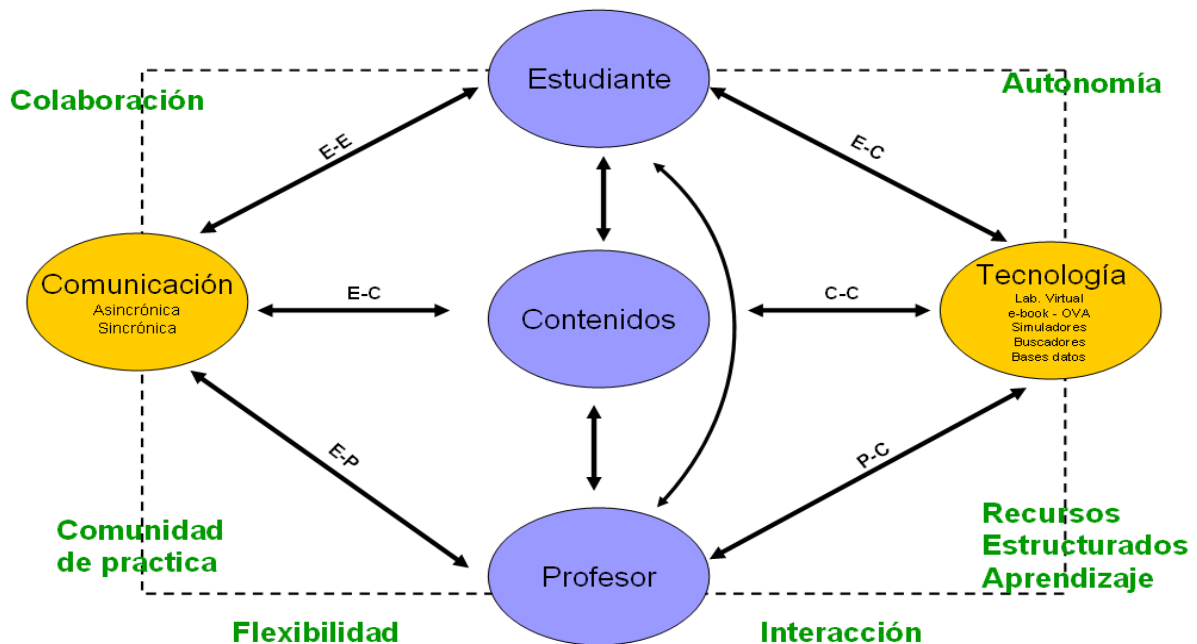 Estudiante
Colaboración
Autonomía
E-E
E-C
Comunicación
Asincrónica
Sincrónica
E-C
Contenidos
C-C
Tecnología
Lab. Virtual
e-book - OVA
Simuladores
Buscadores
Bases datos
E-P
P-C
Comunidad
de práctica
Profesor
Recursos
Estructurados
Aprendizaje
Flexibilidad
Interacción